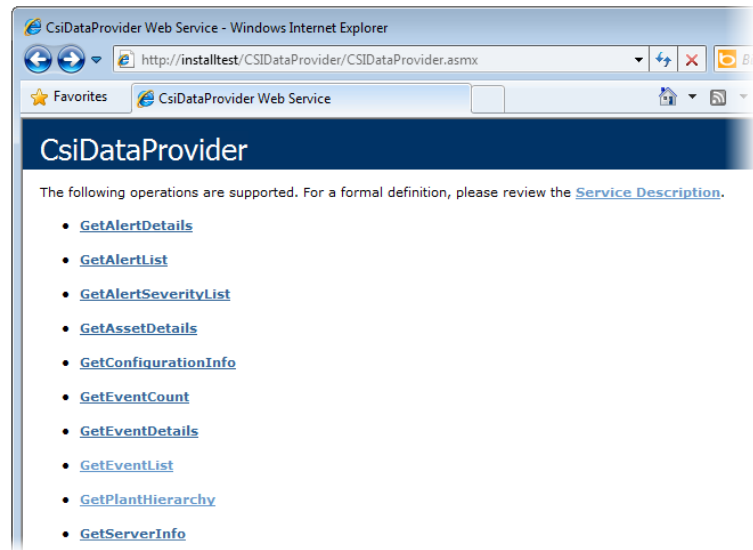 CsiDataProvider Web Service - Windows Internet Explorer
http://installtest/CSIDataProvider/CSIDataProvider.asmx
Favorites
CsiDataProvider Web Service
CsiDataProvider
The following operations are supported. For a formal definition, please review the Service Description.
• GetAlertDetails
• GetAlertList
• GetAlertSeverityList
• GetAssetDetails
• GetConfigurationInfo
• GetEventCount
• GetEventDetails
• GetEventList
• GetPlantHierarchy
• GetServerInfo